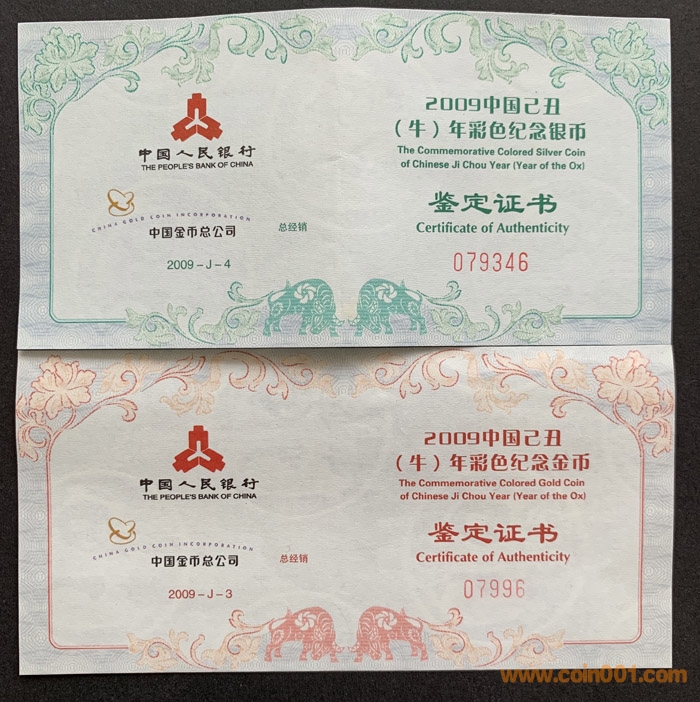 中国人民银行
THE PEOPLE'S BANK OF CHINA
CHINA GOLD COIN INCORPORATION
中国金币总公司
总经销
2009-J-4
2009中国己丑
（牛）年彩色纪念银币
The Commemorative Colored Silver Coin
of Chinese Ji Chou Year (Year of the Ox)
鉴定证书
Certificate of Authenticity
079346
中国人民银行
THE PEOPLE'S BANK OF CHINA
CHINA GOLD COIN INCORPORATION
中国金币总公司
总经销
2009-J-3
2009中国己丑
（牛）年彩色纪念金币
The Commemorative Colored Gold Coin
of Chinese Ji Chou Year (Year of the Ox)
鉴定证书
Certificate of Authenticity
07996
www.coin001.com